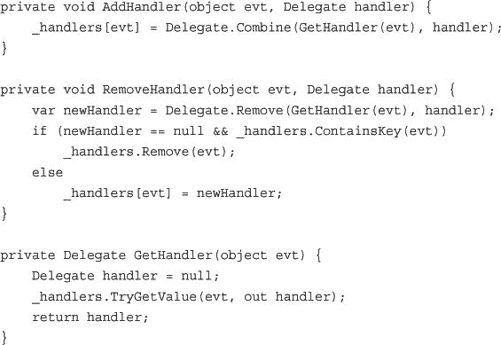 private void AddHandler(object evt, Delegate handler) {
    _handlers[evt] = Delegate.Combine(GetHandler(evt), handler);
}
private void RemoveHandler(object evt, Delegate handler) {
    var newHandler = Delegate.Remove(GetHandler(evt), handler);
    if (newHandler == null && _handlers.ContainsKey(evt))
        _handlers.Remove(evt);
    else
        _handlers[evt] = newHandler;
}
private Delegate GetHandler(object evt) {
    Delegate handler = null;
    _handlers.TryGetValue(evt, out handler);
    return handler;
}